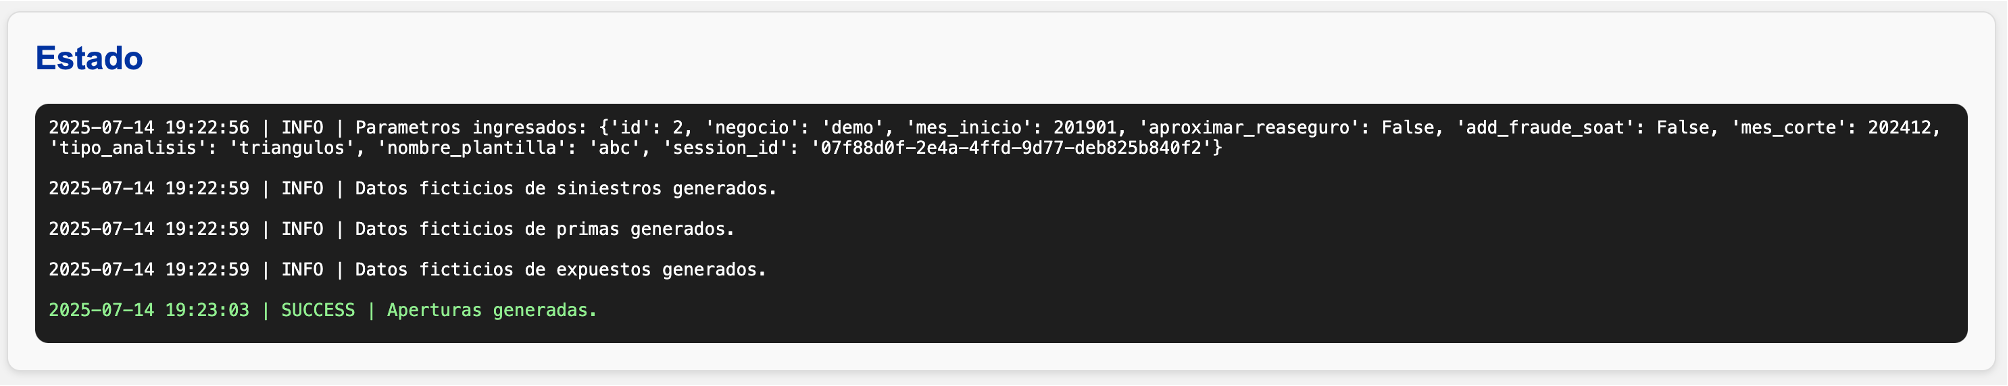 Estado
2025-07-14 19:22:56 | INFO | Parametros ingresados: {'id': 2, 'negocio': 'demo', 'mes_inicio': 201901, 'aproximar_reaseguro': False, 'add_fraude_soat': False, 'mes_corte': 202412,
'tipo_analisis': 'triangulos', 'nombre_plantilla': 'abc', 'session_id': '07f88d0f-2e4a-4ffd-9d77-deb825b840f2'}
2025-07-14 19:22:59 | INFO | Datos ficticios de siniestros generados.
2025-07-14 19:22:59 | INFO | Datos ficticios de primas generados.
2025-07-14 19:22:59 | INFO | Datos ficticios de expuestos generados.
2025-07-14 19:23:03 | SUCCESS | Aperturas generadas.